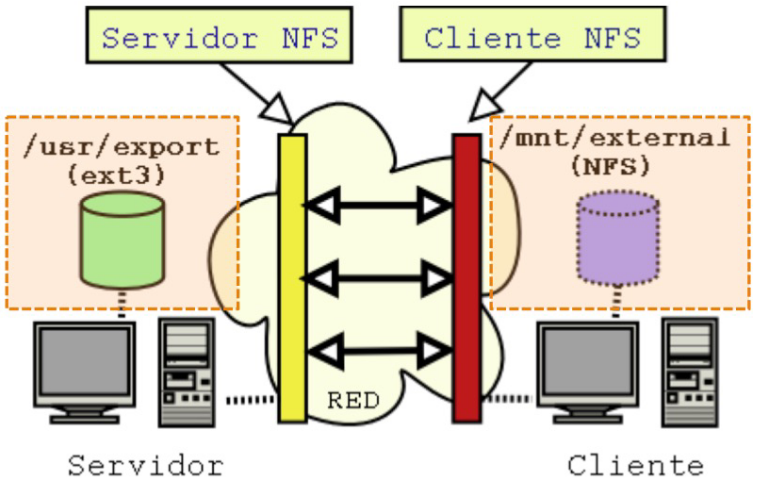 Servidor NFS
Cliente NFS
/usr/export
(ext3)
/mnt/external
(NFS)
RED
Servidor
Cliente